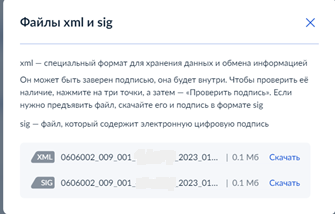 Файлы xml и sig
xml — специальный формат для хранения данных и обмена информацией
Он может быть заверен подписью, она будет внутри. Чтобы проверить её
наличие, нажмите на три точки, а затем — «Проверить подпись». Если
нужно предъявить файл, скачайте его и подпись в формате sig
sig — файл, который содержит электронную цифровую подпись
XML 0606002_009_001_ _2023_01... | 0.1 Мб Скачать
SIG 0606002_009_001_ _2023_01... | 0.1 Мб Скачать